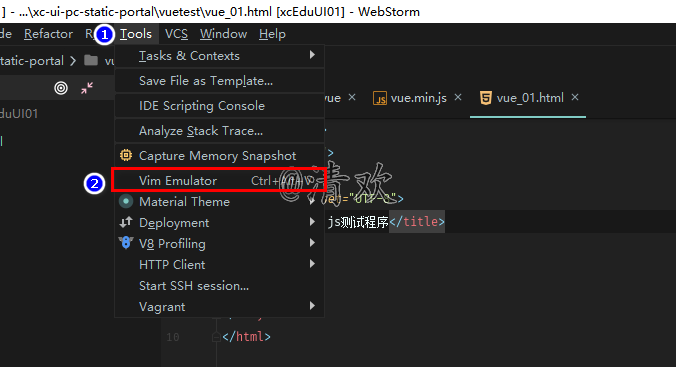 ] - ...\xc-ui-pc-static-portal\vuetest\vue_01.html [xcEduUI01] - WebStorm
de Refactor R 1 Tools VCS Window Help
tatic-portal vu
Tasks & Contexts
Save File as Template...
duUI01
IDE Scripting Console
vue vue.min.js vue_01.html
Analyze Stack Trace...
Capture Memory Snapshot
2 Vim Emulator Ctrl+Alt+V
@清欢
"UTF-8">
Material Theme
Deployment
js测试程序</title>
V8 Profiling
HTTP Client
Start SSH session...
Vagrant
10 </html>